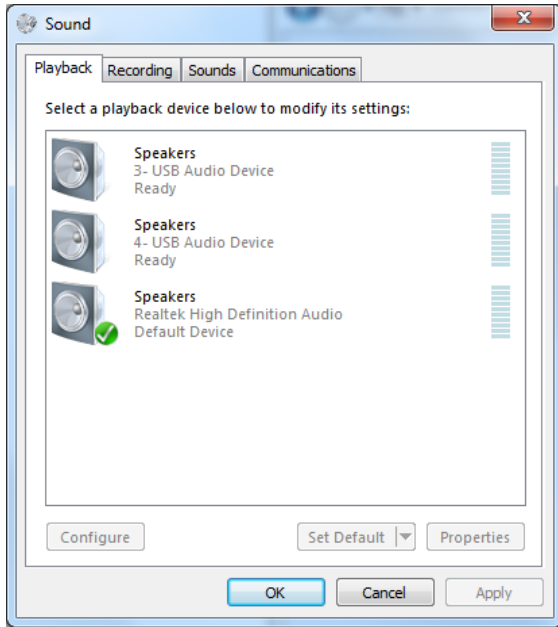 Sound
Playback Recording Sounds Communications
Select a playback device below to modify its settings:
Speakers
3- USB Audio Device
Ready
Speakers
4- USB Audio Device
Ready
Speakers
Realtek High Definition Audio
Default Device
Configure Set Default Properties
OK Cancel Apply